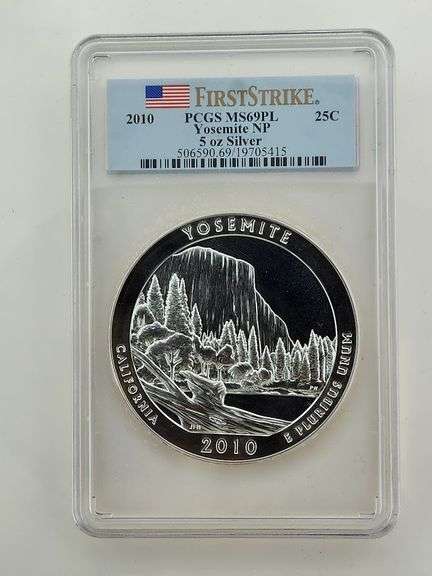 FIRSTSTRIKE®
2010 PCGS MS69PL 25C
Yosemite NP
5 oz Silver
506590.69/19705415
YOSEMITE
CALIFORNIA
2010
E PLURIBUS UNUM